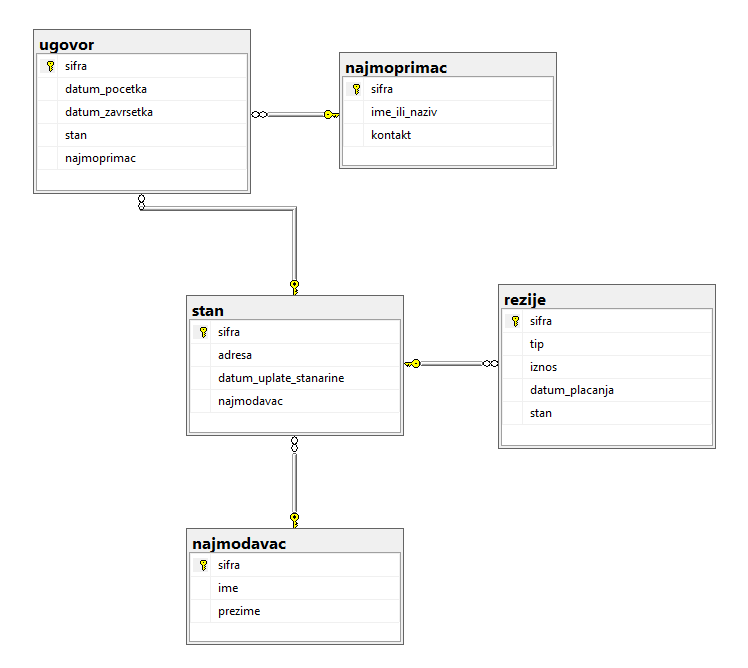 ugovor
sifra
datum_pocetka
datum_zavrsetka
stan
najmoprimac
najmoprimac
sifra
ime_ili_naziv
kontakt
stan
sifra
adresa
datum_uplate_stanarine
najmodavac
rezije
sifra
tip
iznos
datum_placanja
stan
najmodavac
sifra
ime
prezime